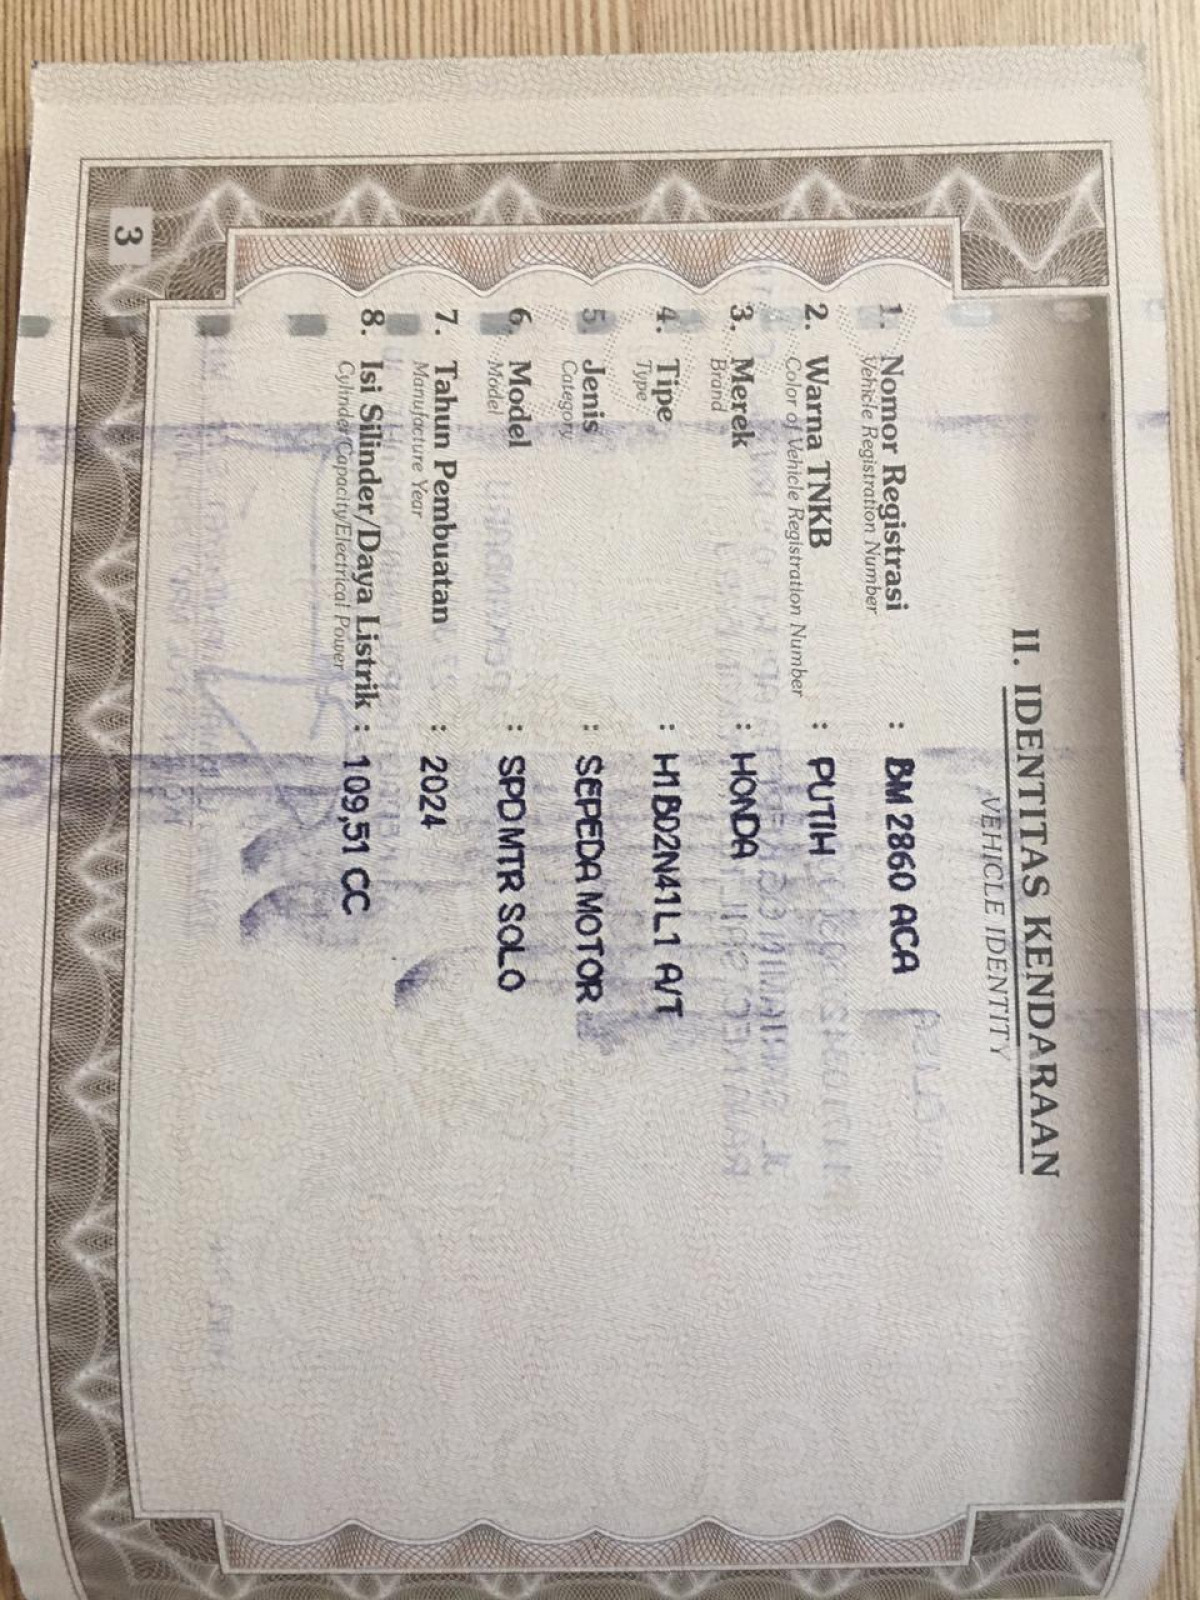 II. IDENTITAS KENDARAAN
VEHICLE IDENTITY
1. Nomor Registrasi : BM 2860 ACA
Vehicle Registration Number
2. Warna TNKB : PUTIH
Color of Vehicle Registration Number
3. Merek : HONDA
Brand
4. Tipe : H1B02N41L1 A/T
Type
5. Jenis : SEPEDA MOTOR
Category
6. Model : SPD MTR SOLO
Model
7. Tahun Pembuatan : 2024
Manufacture Year
8. Isi Silinder/Daya Listrik : 109,51 CC
Cylinder Capacity/Electrical Power
3